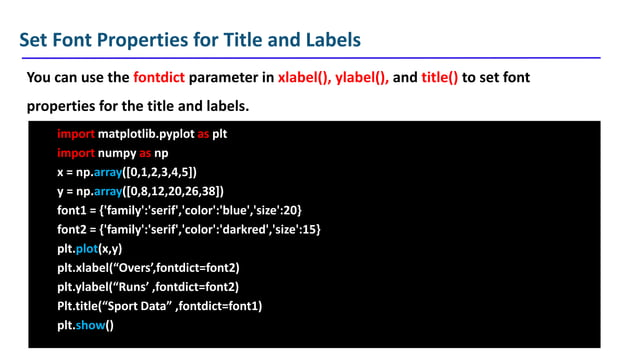 Set Font Properties for Title and Labels
You can use the fontdict parameter in xlabel(), ylabel(), and title() to set font
properties for the title and labels.
import matplotlib.pyplot as plt
import numpy as np
x = np.array([0,1,2,3,4,5])
y = np.array([0,8,12,20,26,38])
font1 = {'family':'serif','color':'blue','size':20}
font2 = {'family':'serif','color':'darkred','size':15}
plt.plot(x,y)
plt.xlabel(“Overs’,fontdict=font2)
plt.ylabel(“Runs’ ,fontdict=font2)
Plt.title(“Sport Data” ,fontdict=font1)
plt.show()